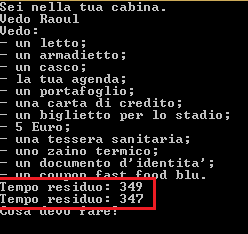 Sei nella tua cabina.
Vedo Raoul
Vedo:
- un letto;
- un armadietto;
- un casco;
- la tua agenda;
- un portafoglio;
- una carta di credito;
- un biglietto per lo stadio;
- 5 Euro;
- una tessera sanitaria;
- uno zaino termico;
- un documento d'identita';
- un coupon fast food blu.
Tempo residuo: 349
Tempo residuo: 347
Cosa devo fare?